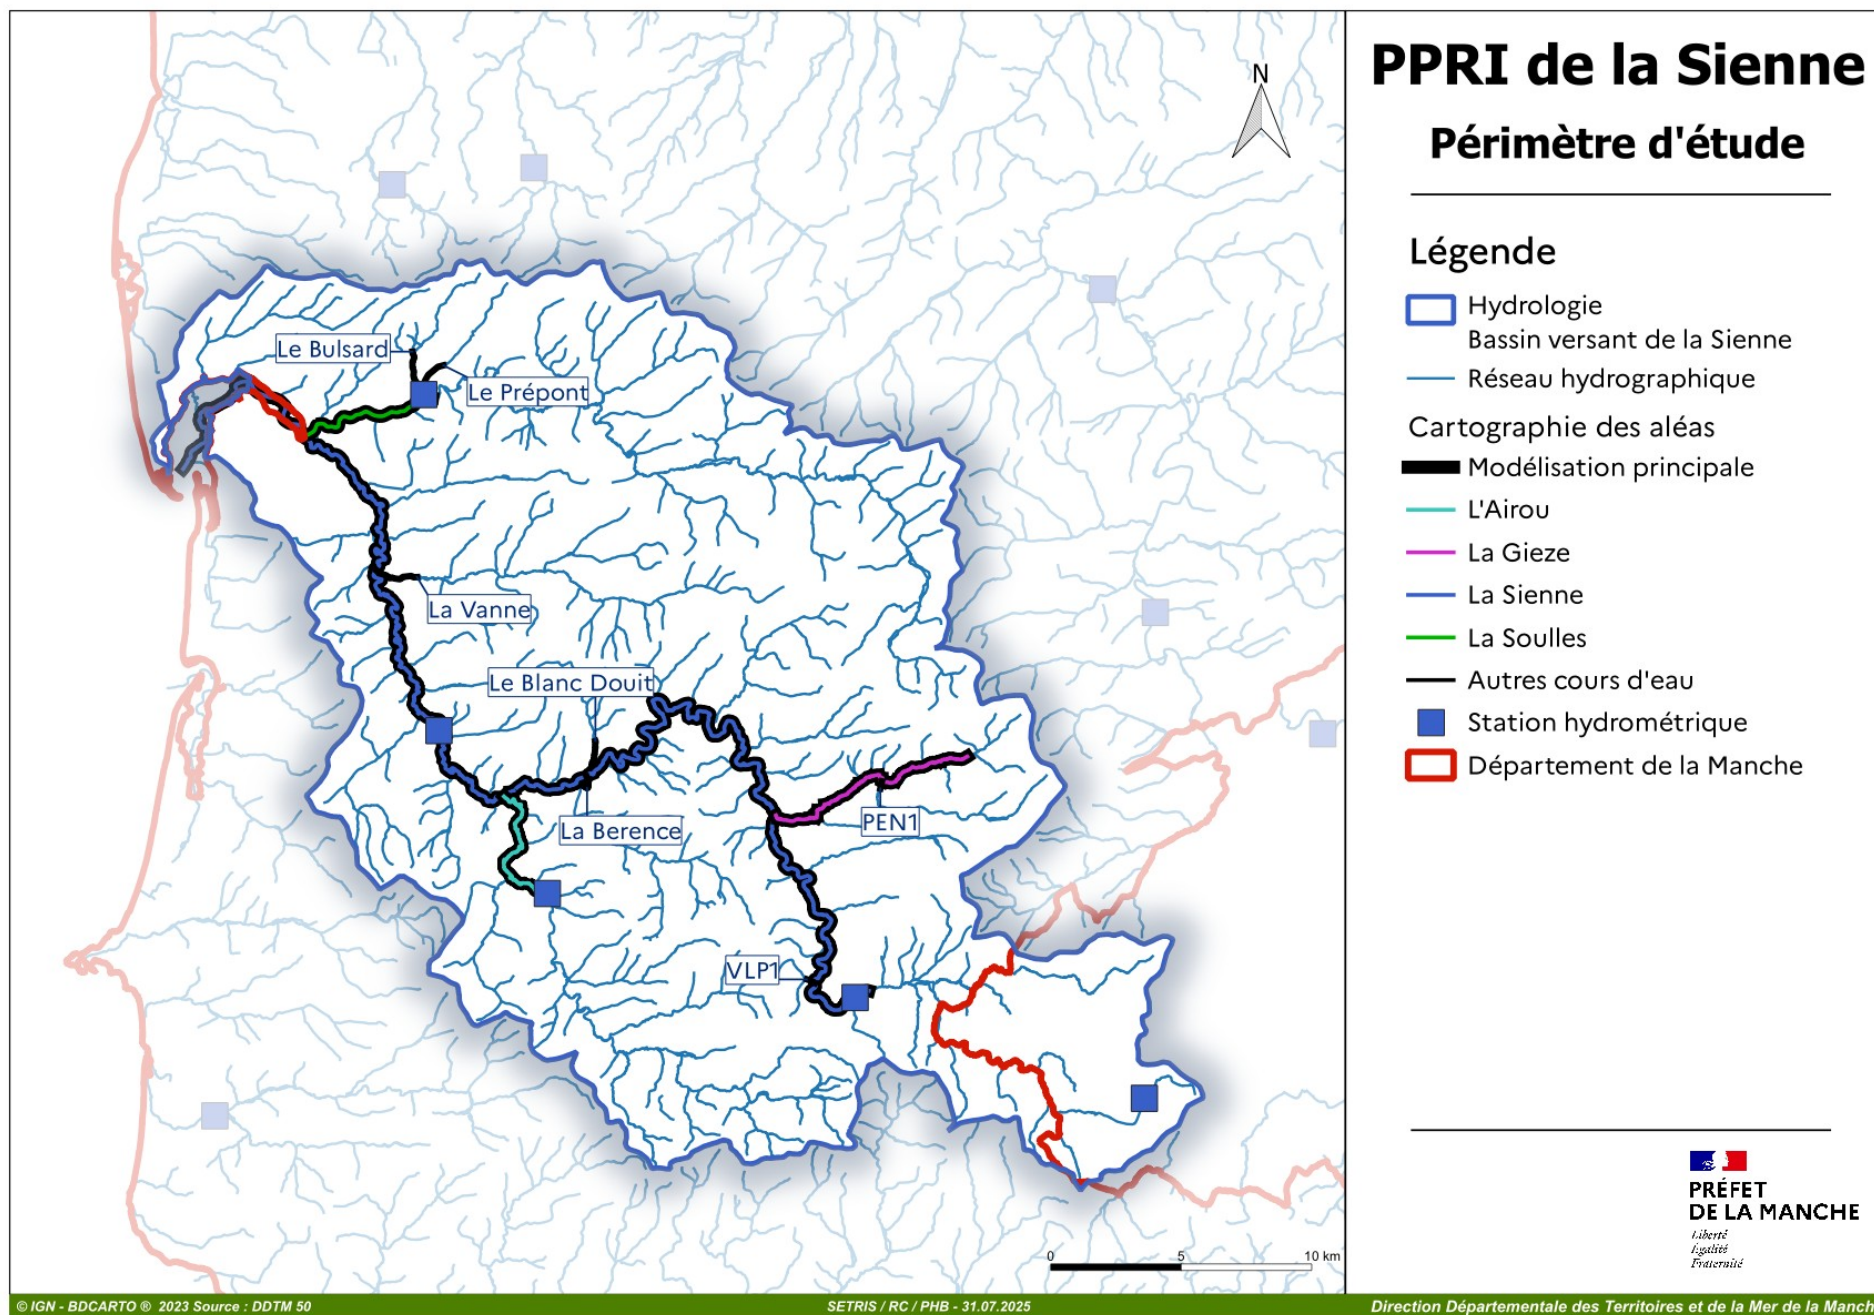 PPRI de la Sienne
Périmètre d'étude
Légende
Hydrologie
Bassin versant de la Sienne
Réseau hydrographique
Cartographie des aléas
Modélisation principale
L'Airou
La Gieze
La Sienne
La Soulles
Autres cours d'eau
Station hydrométrique
Département de la Manche
N
Le Bulsard
Le Prépont
La Vanne
Le Blanc Douit
La Berence
PEN1
VLP1
0 5 10 km
PRÉFET
DE LA MANCHE
Liberté
Égalité
Fraternité
© IGN - BDCARTO ® 2023 Source : DDTM 50
SETRIS / RC / PHB - 31.07.2025
Direction Départementale des Territoires et de la Mer de la Manch